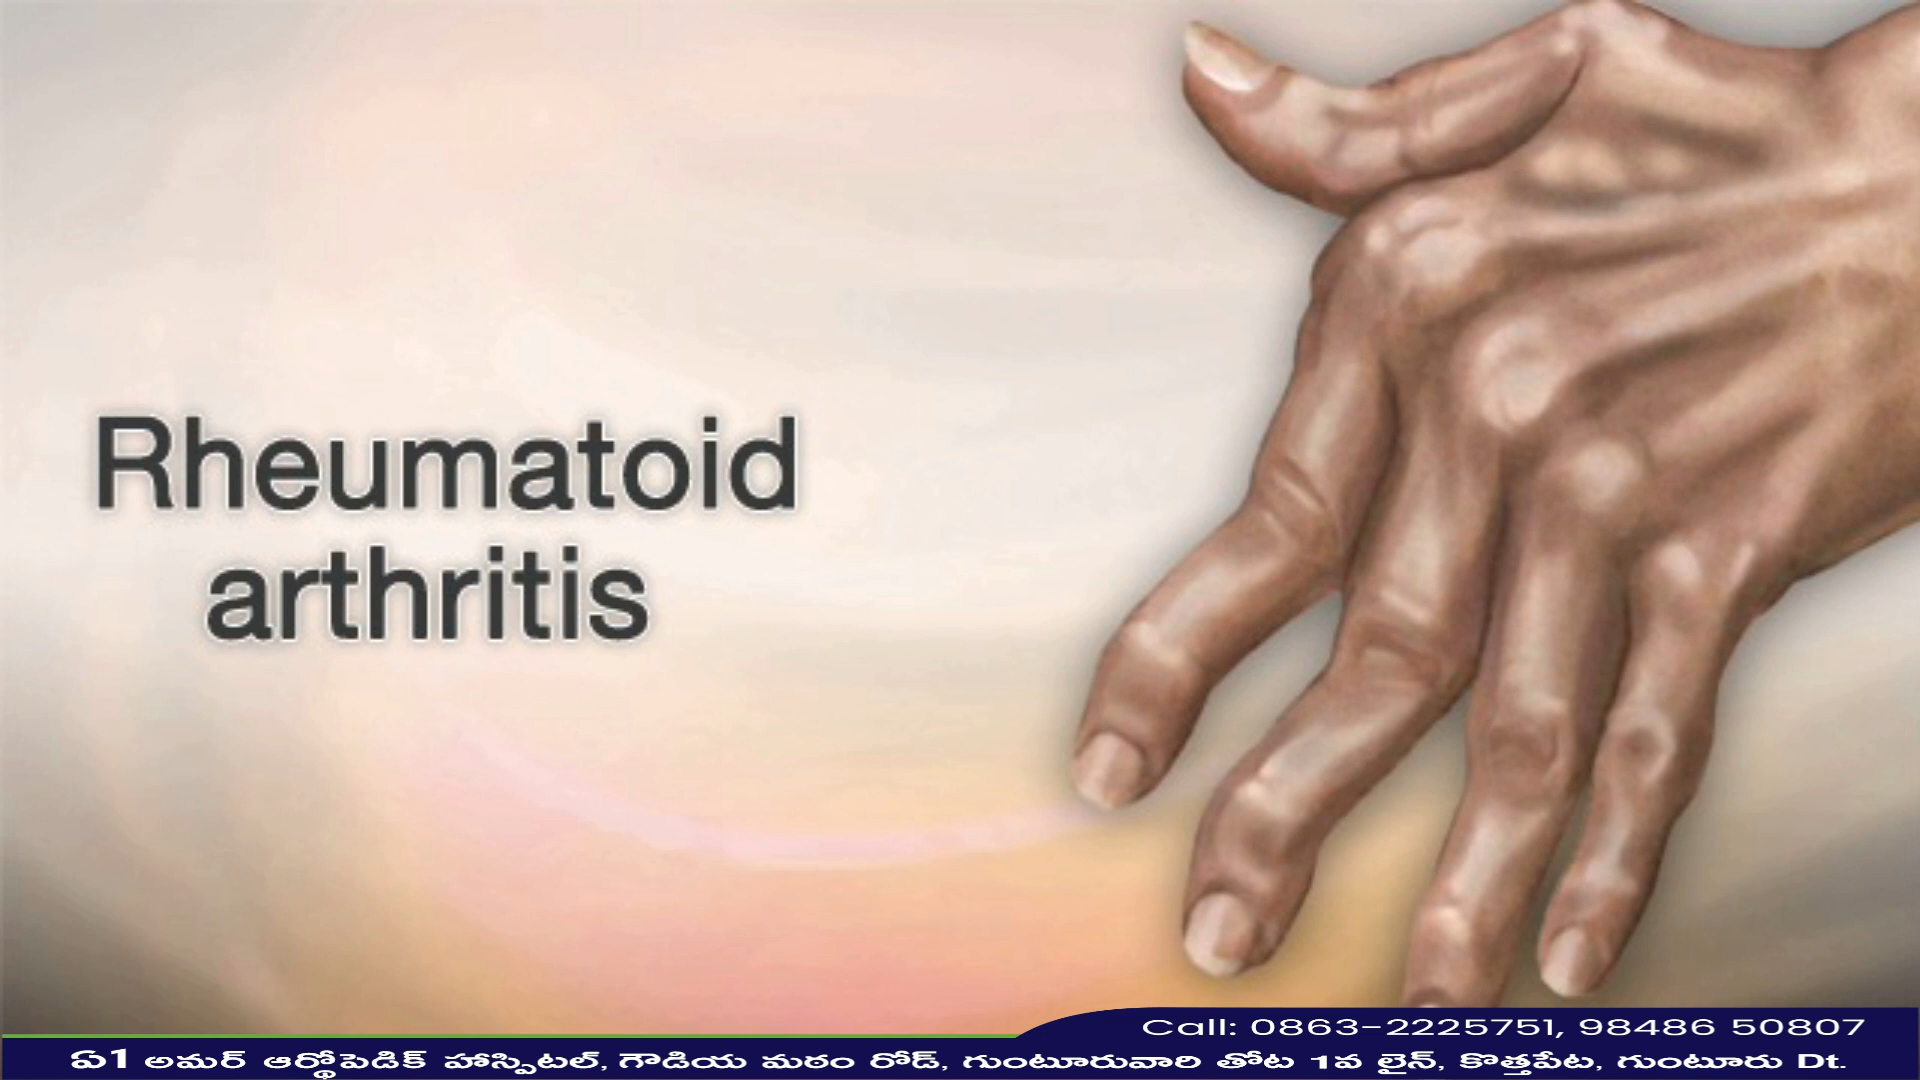 Rheumatoid
arthritis
Call: 0863-2225751, 98486 50807
ఏ1 అమర్ ఆర్థోపెడిక్ హాస్పిటల్, గౌడియ మఠం రోడ్, గుంటూరువారి తోట 1వ లైన్, కొత్తపేట, గుంటూరు Dt.